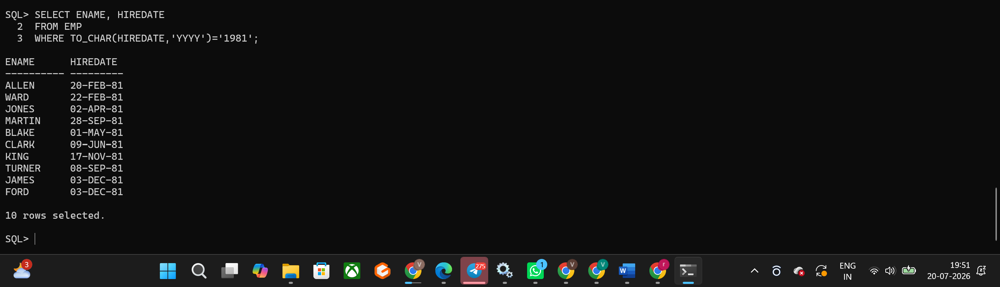 SQL> SELECT ENAME, HIREDATE
  2  FROM EMP
  3  WHERE TO_CHAR(HIREDATE,'YYYY')='1981';

ENAME      HIREDATE
---------- ---------
ALLEN      20-FEB-81
WARD       22-FEB-81
JONES      02-APR-81
MARTIN     28-SEP-81
BLAKE      01-MAY-81
CLARK      09-JUN-81
KING       17-NOV-81
TURNER     08-SEP-81
JAMES      03-DEC-81
FORD       03-DEC-81

10 rows selected.

SQL>
3
V
275
1
V
V
W
r
ENG
IN
19:51
20-07-2026